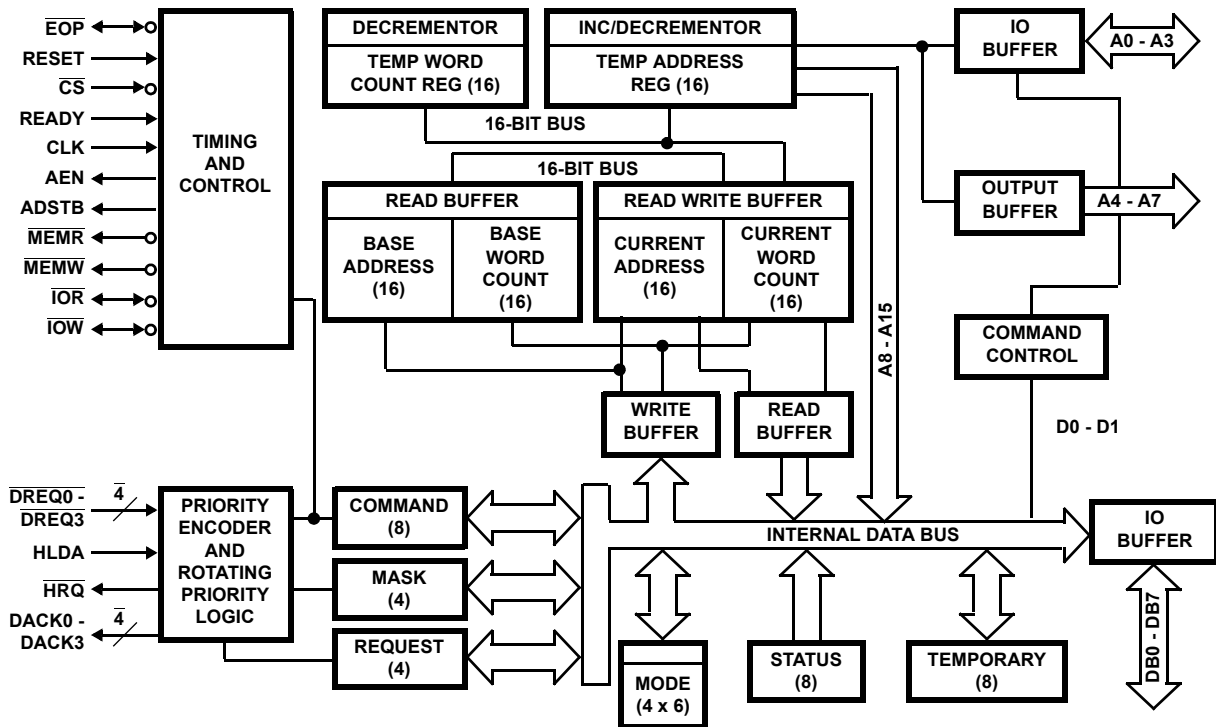 EOP
RESET
CS
READY
CLK
AEN
ADSTB
MEMR
MEMW
IOR
IOW
TIMING
AND
CONTROL
DECREMENTOR
TEMP WORD
COUNT REG (16)
INC/DECREMENTOR
TEMP ADDRESS
REG (16)
16-BIT BUS
16-BIT BUS
READ BUFFER
BASE
ADDRESS
(16)
BASE
WORD
COUNT
(16)
READ WRITE BUFFER
CURRENT
ADDRESS
(16)
CURRENT
WORD
COUNT
(16)
IO
BUFFER
A0 - A3
OUTPUT
BUFFER
A4 - A7
COMMAND
CONTROL
A8 - A15
WRITE
BUFFER
READ
BUFFER
D0 - D1
DREQ0 -
DREQ3
4
HLDA
HRQ
DACK0 -
DACK3
4
PRIORITY
ENCODER
AND
ROTATING
PRIORITY
LOGIC
COMMAND
(8)
MASK
(4)
REQUEST
(4)
INTERNAL DATA BUS
IO
BUFFER
MODE
(4 x 6)
STATUS
(8)
TEMPORARY
(8)
DB0 - DB7